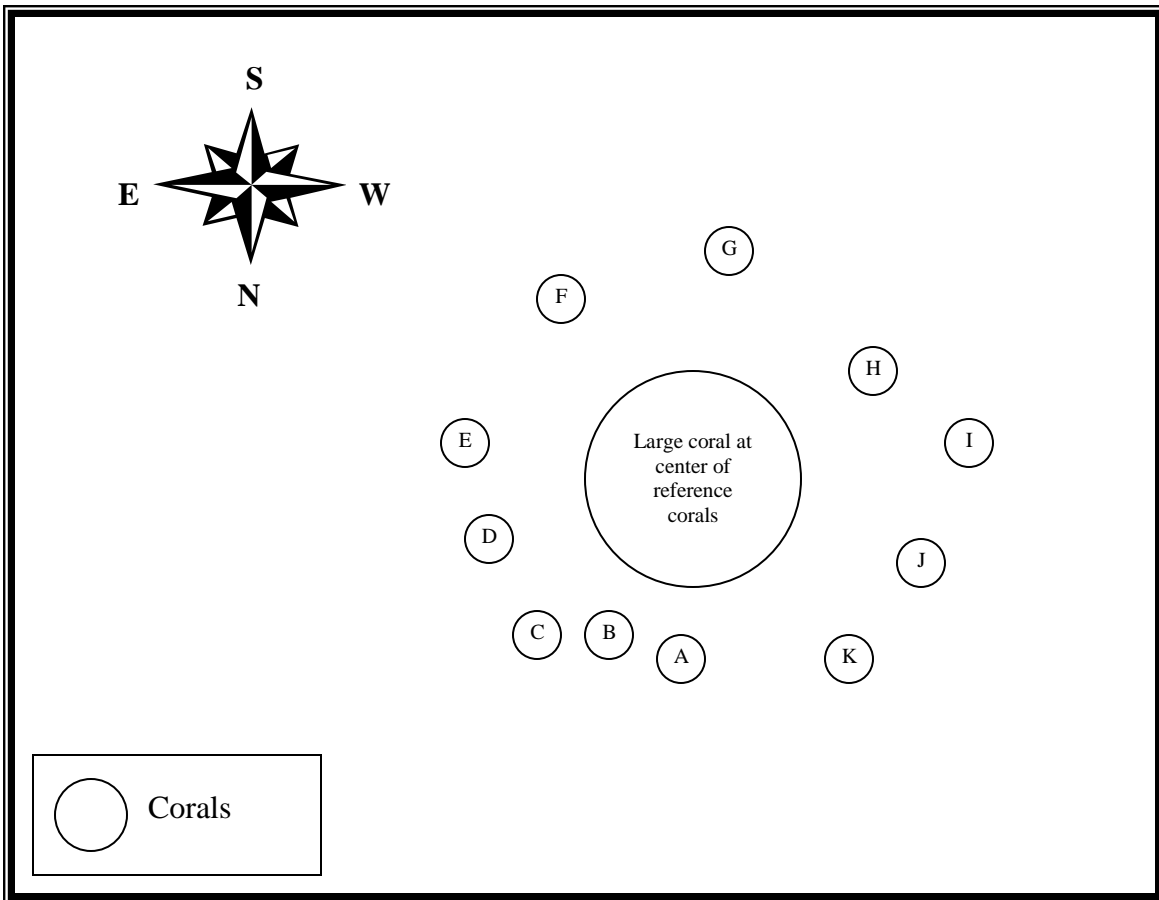 S
E
W
N
G
F
H
E
I
Large coral at
center of
reference
corals
D
J
C
B
A
K
Corals